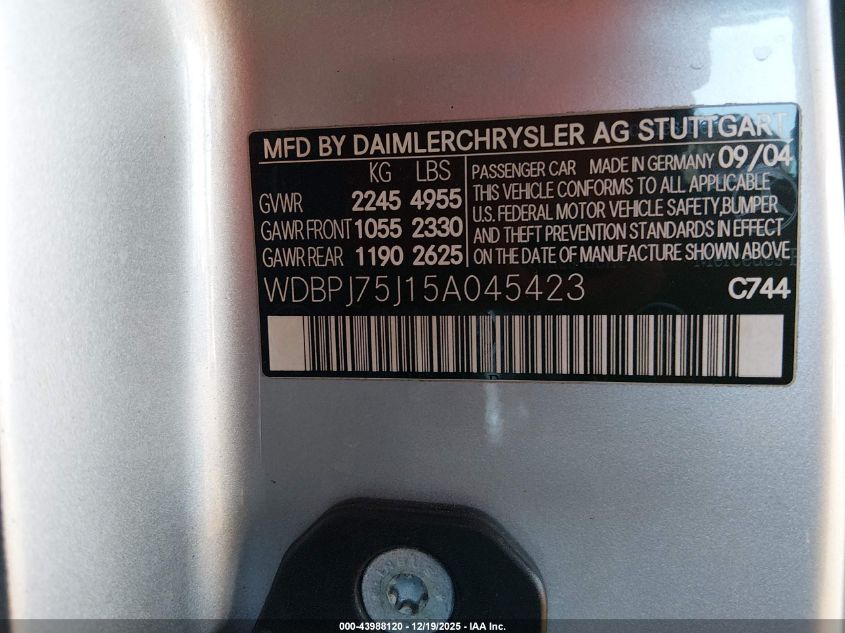 MFD BY DAIMLERCHRYSLER AG STUTTGART
KG LBS
GVWR 2245 4955
GAWR FRONT 1055 2330
GAWR REAR 1190 2625
PASSENGER CAR MADE IN GERMANY 09/04
THIS VEHICLE CONFORMS TO ALL APPLICABLE
U.S. FEDERAL MOTOR VEHICLE SAFETY,BUMPER
AND THEFT PREVENTION STANDARDS IN EFFECT
ON THE DATE OF MANUFACTURE SHOWN ABOVE
WDBPJ75J15A045423 C744
000-43988120 - 12/19/2025 - IAA Inc.